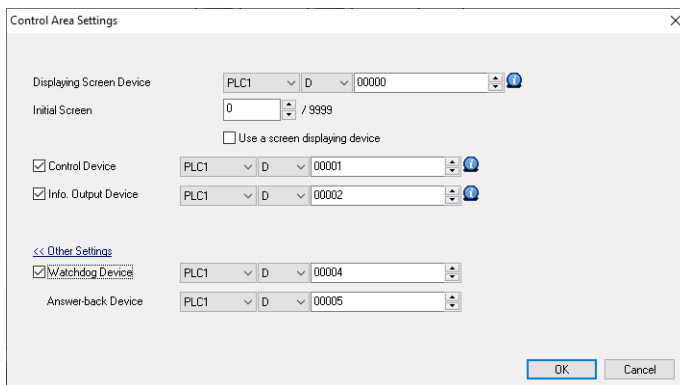 Control Area Settings
Displaying Screen Device PLC1 D 00000
Initial Screen 0 / 9999
Use a screen displaying device
Control Device PLC1 D 00001
Info. Output Device PLC1 D 00002
<< Other Settings
Watchdog Device PLC1 D 00004
Answer-back Device PLC1 D 00005
OK Cancel